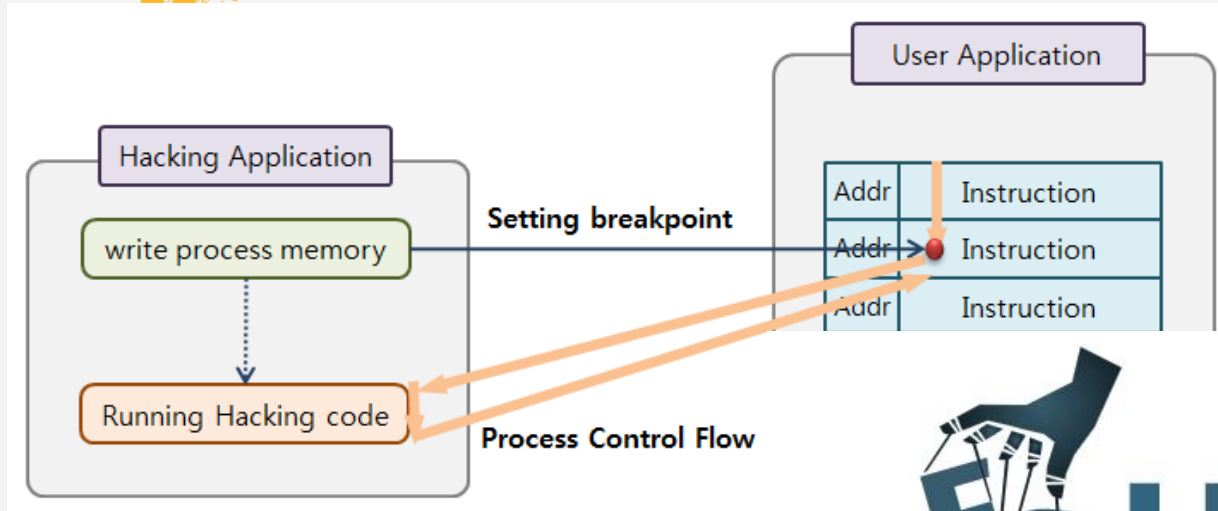 User Application
Hacking Application
Addr Instruction
Setting breakpoint
write process memory
Addr Instruction
Addr Instruction
Running Hacking code
Process Control Flow